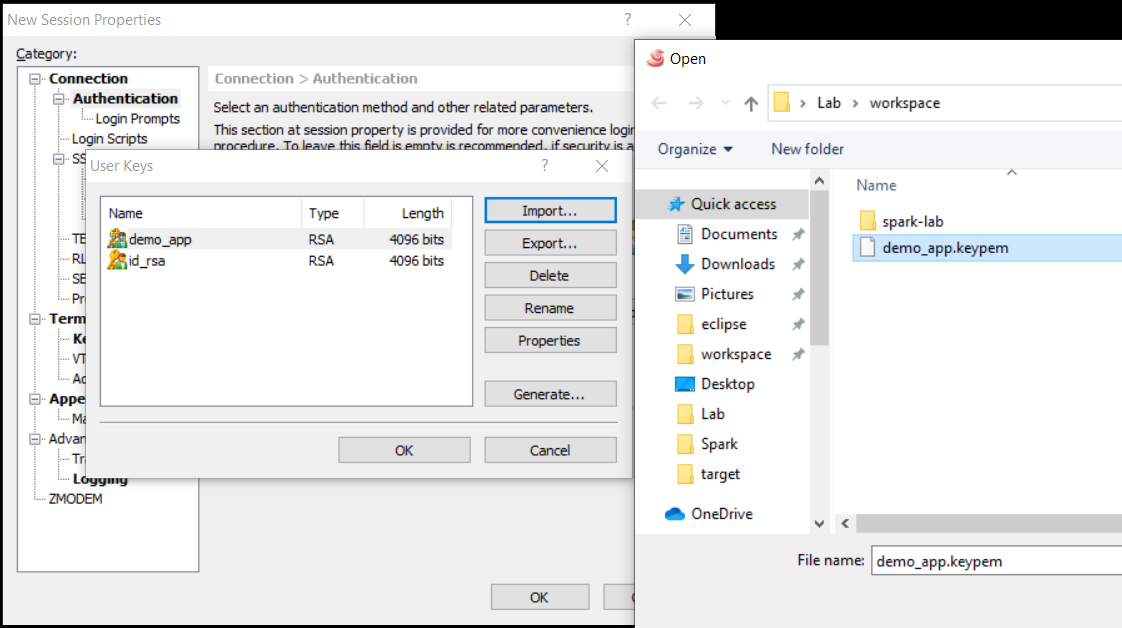 New Session Properties
?
Category:
Connection
Authentication
Login Prompts
Login Scripts
SS
TE
RL
SE
Pr
Term
Ke
VT
Ac
Appe
Ma
Advan
Tr
Logging
ZMODEM
Connection > Authentication
Select an authentication method and other related parameters.
This section at session property is provided for more convenience login
procedure. To leave this field is empty is recommended, if security is a
OK
User Keys
?
Name Type Length
demo_app RSA 4096 bits
id_rsa RSA 4096 bits
Import...
Export...
Delete
Rename
Properties
Generate...
OK
Cancel
Open
Lab > workspace
Organize
New folder
Quick access
Documents
Downloads
Pictures
eclipse
workspace
Desktop
Lab
Spark
target
OneDrive
Name
spark-lab
demo_app.keypem
File name: demo_app.keypem